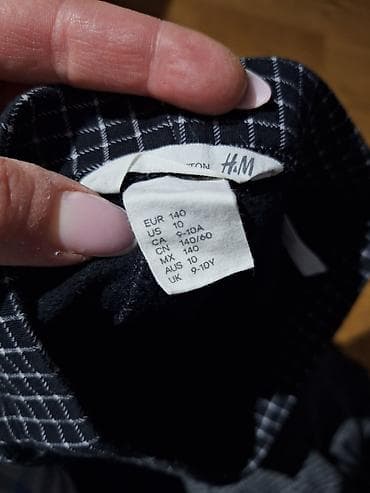 TON H&M
EUR 140
US 10
CA 9-10A
CN 140/60
MX 140
AUS 10
UK 9-10Y